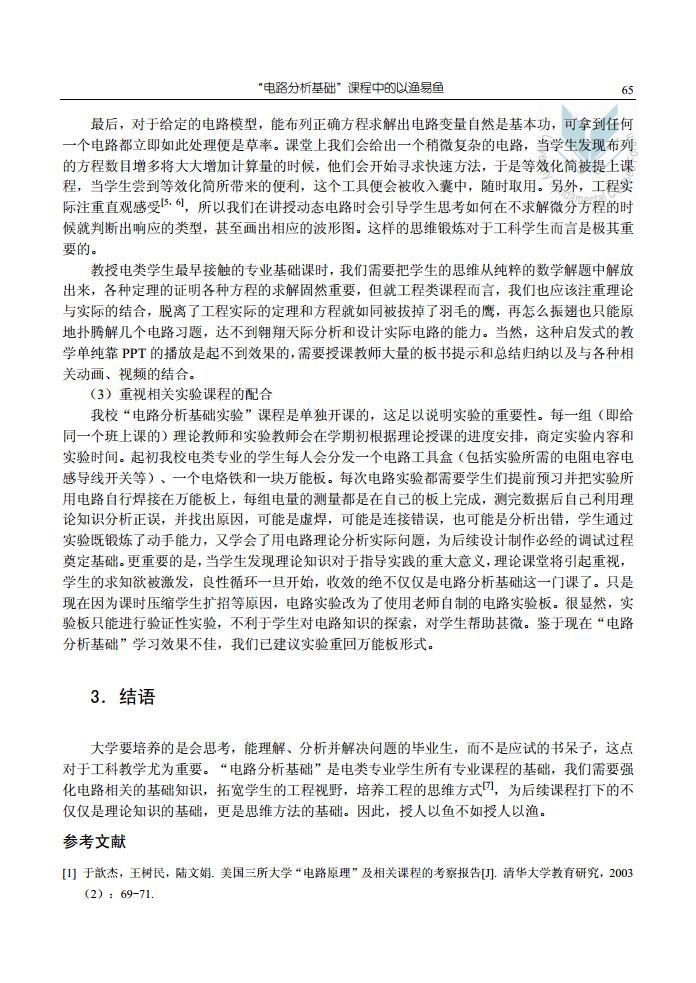 “电路分析基础”课程中的以渔易鱼
65
最后，对于给定的电路模型，能布列正确方程求解出电路变量自然是基本功，可拿到任何
一个电路都立即如此处理便是草率。课堂上我们会给出一个稍微复杂的电路，当学生发现布列
的方程数目增多将大大增加计算量的时候，他们会开始寻求快速方法，于是等效化简被提上课
程，当学生尝到等效化简所带来的便利，这个工具便会被收入囊中，随时取用。另外，工程实
际注重直观感受[5, 6]，所以我们在讲授动态电路时会引导学生思考如何在不求解微分方程的时
候就判断出响应的类型，甚至画出相应的波形图。这样的思维锻炼对于工科学生而言是极其重
要的。
教授电类学生最早接触的专业基础课时，我们需要把学生的思维从纯粹的数学解题中解放
出来，各种定理的证明各种方程的求解固然重要，但就工程类课程而言，我们也应该注重理论
与实际的结合，脱离了工程实际的定理和方程就如同被拔掉了羽毛的鹰，再怎么振翅也只能原
地扑腾解几个电路习题，达不到翱翔天际分析和设计实际电路的能力。当然，这种启发式的教
学单纯靠 PPT 的播放是起不到效果的，需要授课教师大量的板书提示和总结归纳以及与各种相
关动画、视频的结合。
（3）重视相关实验课程的配合
我校“电路分析基础实验”课程是单独开课的，这足以说明实验的重要性。每一组（即给
同一个班上课的）理论教师和实验教师会在学期初根据理论授课的进度安排，商定实验内容和
实验时间。起初我校电类专业的学生每人会分发一个电路工具盒（包括实验所需的电阻电容电
感导线开关等）、一个电烙铁和一块万能板。每次电路实验都需要学生们提前预习并把实验所
用电路自行焊接在万能板上，每组电量的测量都是在自己的板上完成，测完数据后自己利用理
论知识分析正误，并找出原因，可能是虚焊，可能是连接错误，也可能是分析出错，学生通过
实验既锻炼了动手能力，又学会了用电路理论分析实际问题，为后续设计制作必经的调试过程
奠定基础。更重要的是，当学生发现理论知识对于指导实践的重大意义，理论课堂将引起重视，
学生的求知欲被激发，良性循环一旦开始，收效的绝不仅仅是电路分析基础这一门课了。只是
现在因为课时压缩学生扩招等原因，电路实验改为了使用老师自制的电路实验板。很显然，实
验板只能进行验证性实验，不利于学生对电路知识的探索，对学生帮助甚微。鉴于现在“电路
分析基础”学习效果不佳，我们已建议实验重回万能板形式。
3．结语
大学要培养的是会思考，能理解、分析并解决问题的毕业生，而不是应试的书呆子，这点
对于工科教学尤为重要。“电路分析基础”是电类专业学生所有专业课程的基础，我们需要强
化电路相关的基础知识，拓宽学生的工程视野，培养工程的思维方式[7]，为后续课程打下的不
仅仅是理论知识的基础，更是思维方法的基础。因此，授人以鱼不如授人以渔。
参考文献
[1] 于歆杰，王树民，陆文娟. 美国三所大学“电路原理”及相关课程的考察报告[J]. 清华大学教育研究，2003
（2）：69-71.